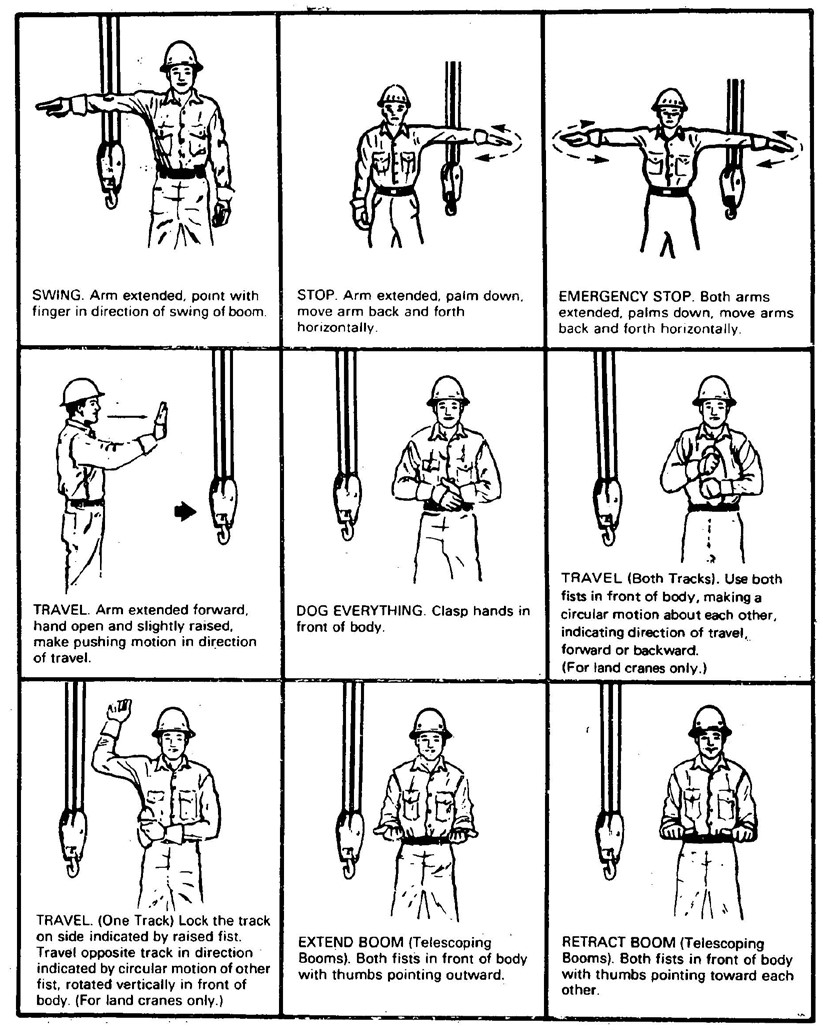 SWING. Arm extended, point with
finger in direction of swing of boom.
STOP. Arm extended, palm down,
move arm back and forth
horizontally.
EMERGENCY STOP. Both arms
extended, palms down, move arms
back and forth horizontally.
TRAVEL. Arm extended forward,
hand open and slightly raised,
make pushing motion in direction
of travel.
DOG EVERYTHING. Clasp hands in
front of body.
TRAVEL (Both Tracks). Use both
fists in front of body, making a
circular motion about each other,
indicating direction of travel,
forward or backward.
(For land cranes only.)
TRAVEL. (One Track) Lock the track
on side indicated by raised fist.
Travel opposite track in direction
indicated by circular motion of other
fist, rotated vertically in front of
body. (For land cranes only.)
EXTEND BOOM (Telescoping
Booms). Both fists in front of body
with thumbs pointing outward.
RETRACT BOOM (Telescoping
Booms). Both fists in front of body
with thumbs pointing toward each
other.